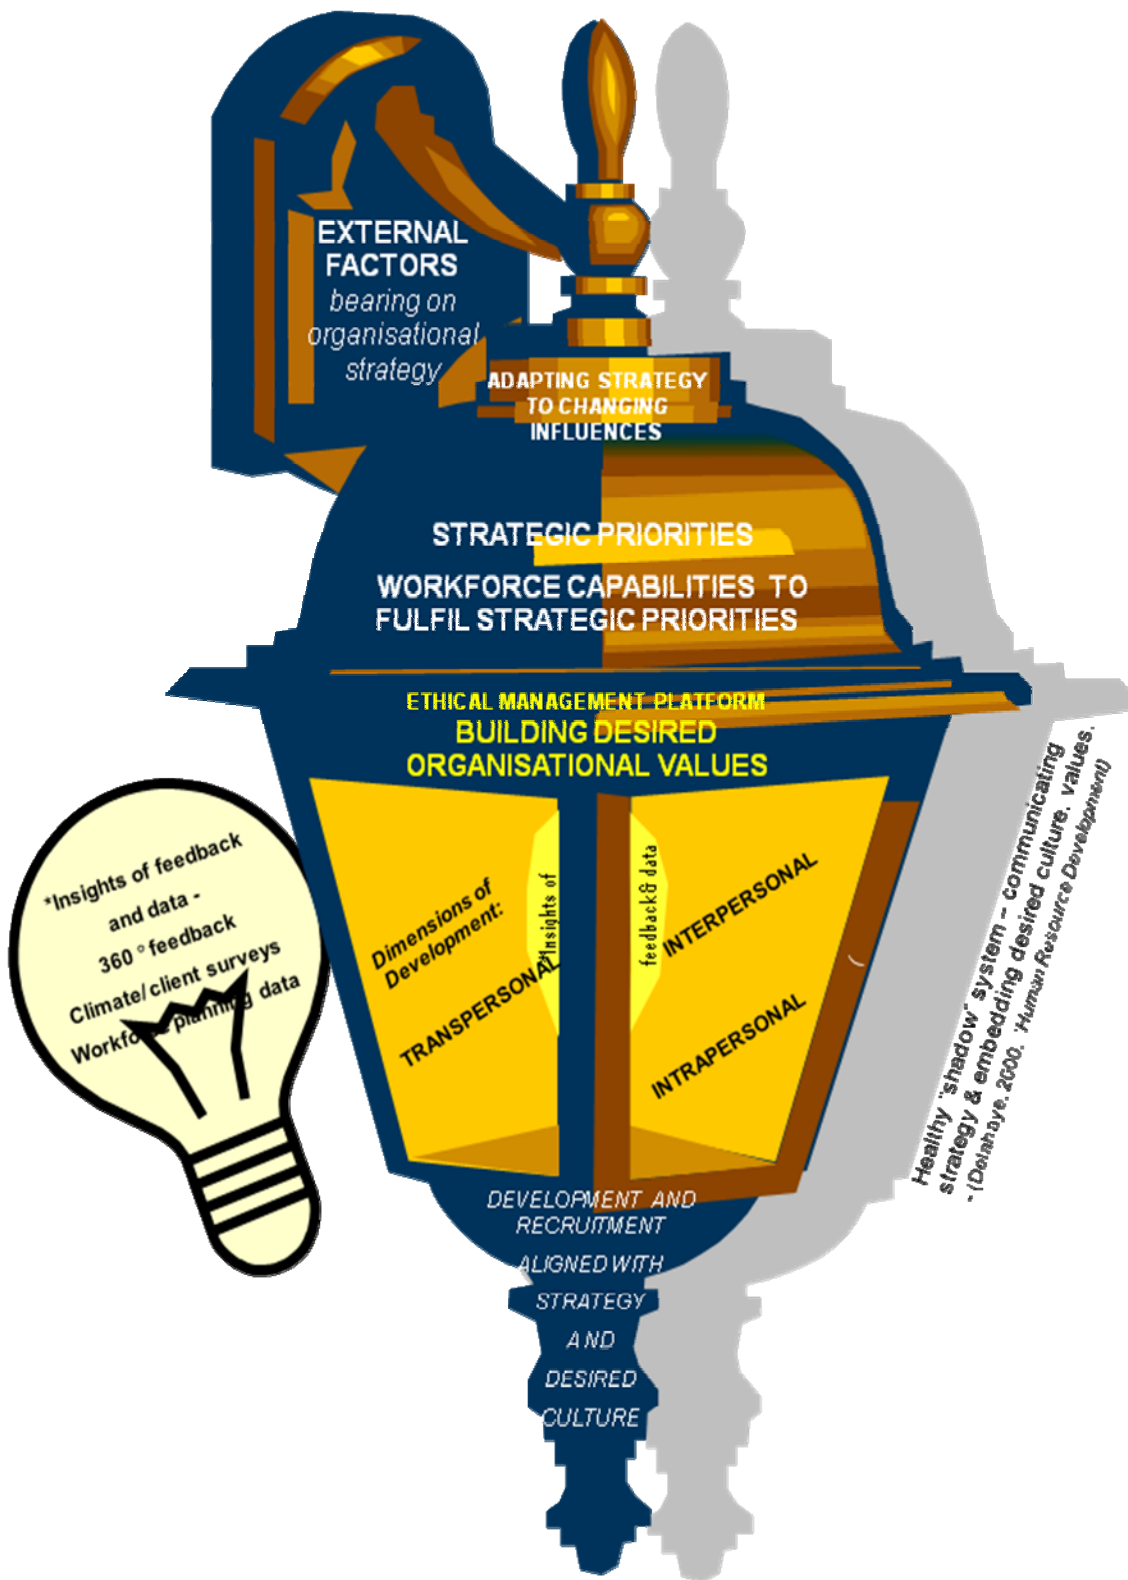 EXTERNAL
FACTORS
bearing on
organisational
strategy
ADAPTING STRATEGY
TO CHANGING
INFLUENCES
STRATEGIC PRIORITIES
WORKFORCE CAPABILITIES TO
FULFIL STRATEGIC PRIORITIES
ETHICAL MANAGEMENT PLATFORM
BUILDING DESIRED
ORGANISATIONAL VALUES
*Insights of feedback
and data -
360 ° feedback
Climate/ client surveys
Workforce planning data
Dimensions of
Development:
TRANSPERSONAL
*Insights of
feedback& data
INTERPERSONAL
INTRAPERSONAL
Healthy "shadow" system – communicating
strategy & embedding desired culture, values.
- (Delahaye, 2000, 'Human Resource Development)
DEVELOPMENT AND
RECRUITMENT
ALIGNED WITH
STRATEGY
AND
DESIRED
CULTURE